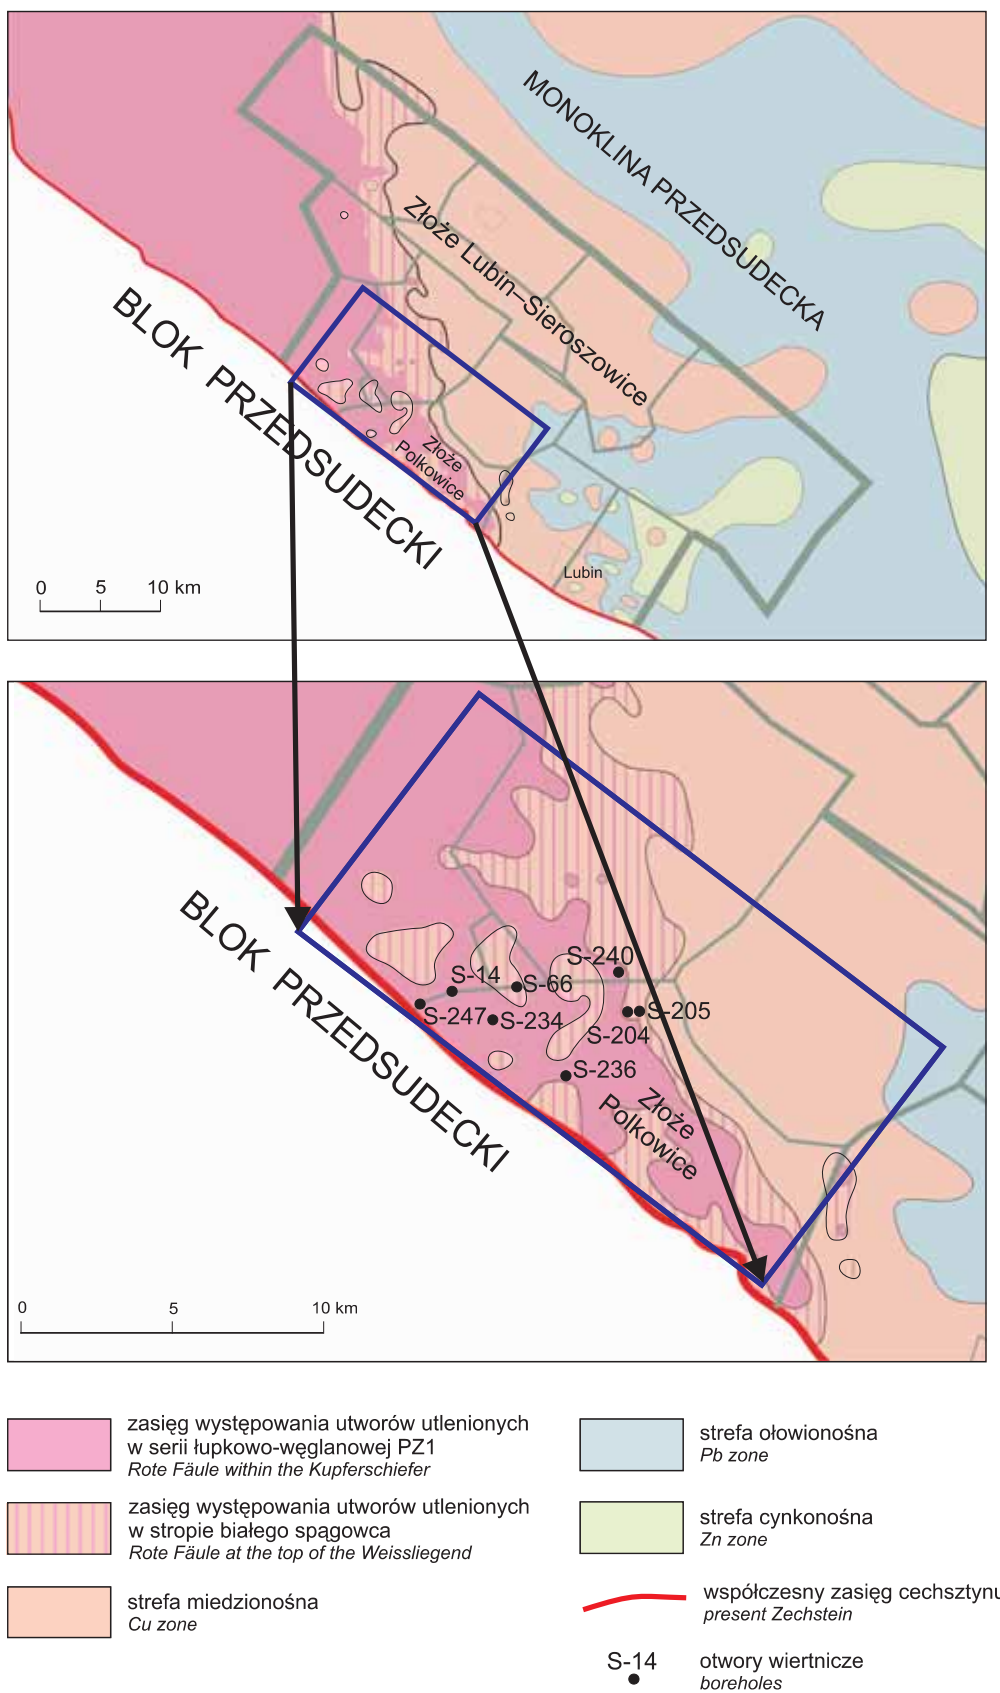 MONOKLINA PRZEDSUDECKA
Złoże Lubin–Sieroszowice
BLOK PRZEDSUDECKI
Złoże
Polkowice
Lubin
0 5 10 km
BLOK PRZEDSUDECKI
S-240
S-14
S-66
S-247
S-234
S-205
S-204
S-236
Złoże
Polkowice
0 5 10 km
zasięg występowania utworów utlenionych
w serii łupkowo-węglanowej PZ1
Rote Fäule within the Kupferschiefer
zasięg występowania utworów utlenionych
w stropie białego spągowca
Rote Fäule at the top of the Weissliegend
strefa miedzionośna
Cu zone
strefa ołowionośna
Pb zone
strefa cynkonośna
Zn zone
współczesny zasięg cechsztynu
present Zechstein
S-14
otwory wiertnicze
boreholes